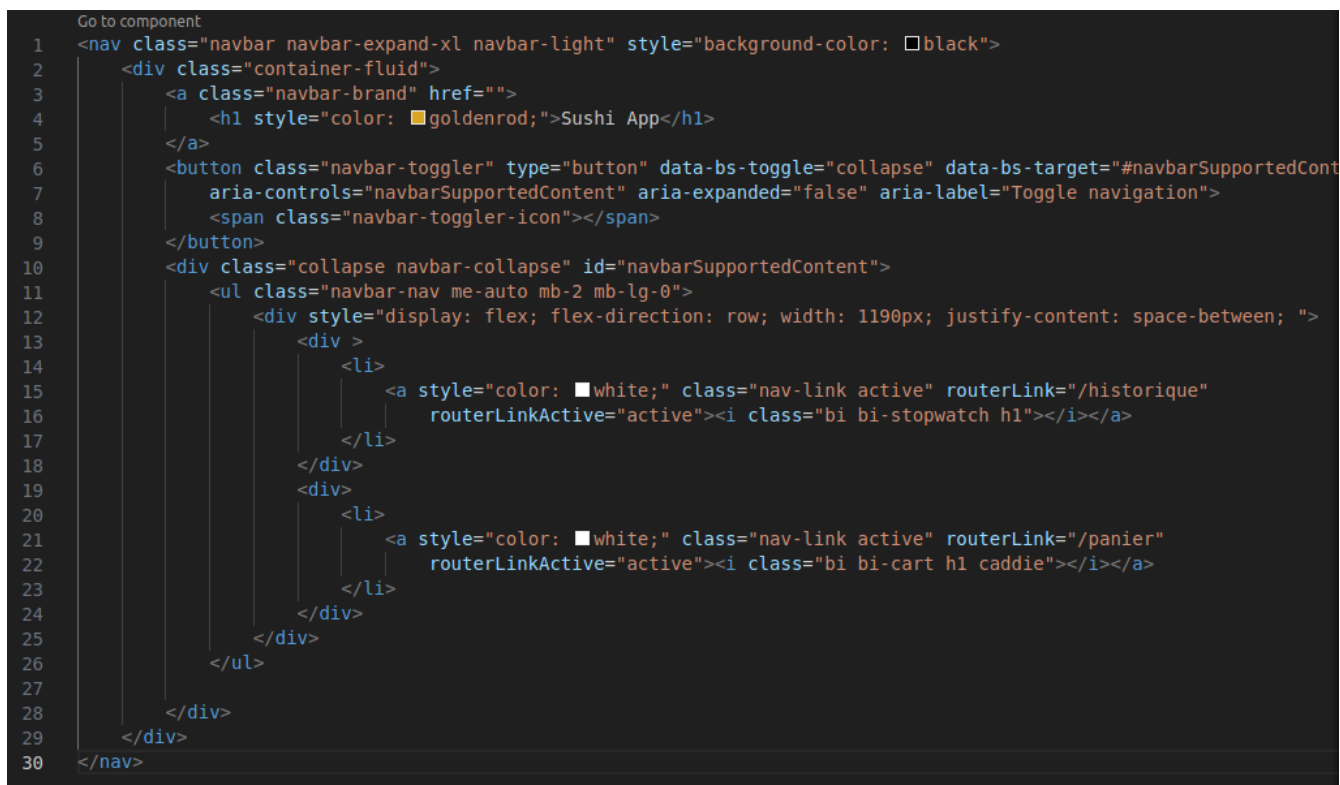 Go to component
1 <nav class="navbar navbar-expand-xl navbar-light" style="background-color: black">
2 <div class="container-fluid">
3 <a class="navbar-brand" href="">
4 <h1 style="color: goldenrod;">Sushi App</h1>
5 </a>
6 <button class="navbar-toggler" type="button" data-bs-toggle="collapse" data-bs-target="#navbarSupportedCont
7 aria-controls="navbarSupportedContent" aria-expanded="false" aria-label="Toggle navigation">
8 <span class="navbar-toggler-icon"></span>
9 </button>
10 <div class="collapse navbar-collapse" id="navbarSupportedContent">
11 <ul class="navbar-nav me-auto mb-2 mb-lg-0">
12 <div style="display: flex; flex-direction: row; width: 1190px; justify-content: space-between; ">
13 <div >
14 <li>
15 <a style="color: white;" class="nav-link active" routerLink="/historique"
16 routerLinkActive="active"><i class="bi bi-stopwatch h1"></i></a>
17 </li>
18 </div>
19 <div>
20 <li>
21 <a style="color: white;" class="nav-link active" routerLink="/panier"
22 routerLinkActive="active"><i class="bi bi-cart h1 caddie"></i></a>
23 </li>
24 </div>
25 </div>
26 </ul>
27
28 </div>
29 </div>
30 </nav>